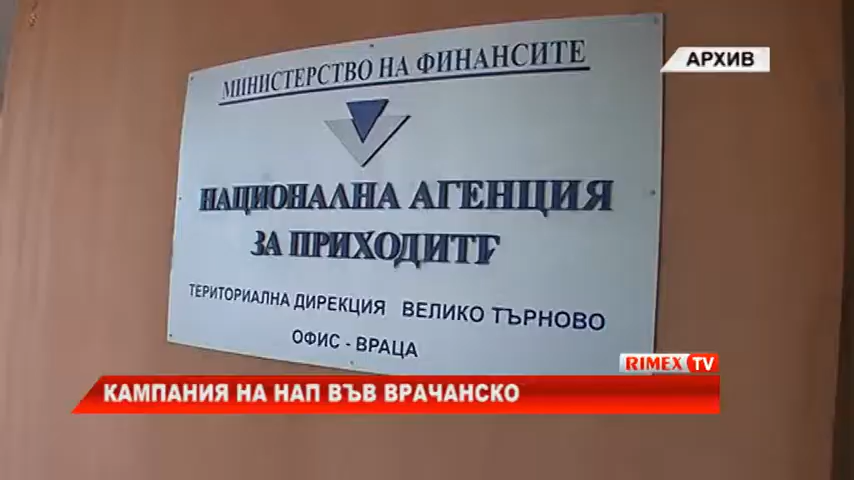 АРХИВ
МИНИСТЕРСТВО НА ФИНАНСИТЕ
НАЦИОНАЛНА АГЕНЦИЯ
ЗА ПРИХОДИТЕ
ТЕРИТОРИАЛНА ДИРЕКЦИЯ ВЕЛИКО ТЪРНОВО
ОФИС - ВРАЦА
RIMEX TV
КАМПАНИЯ НА НАП ВЪВ ВРАЧАНСКО